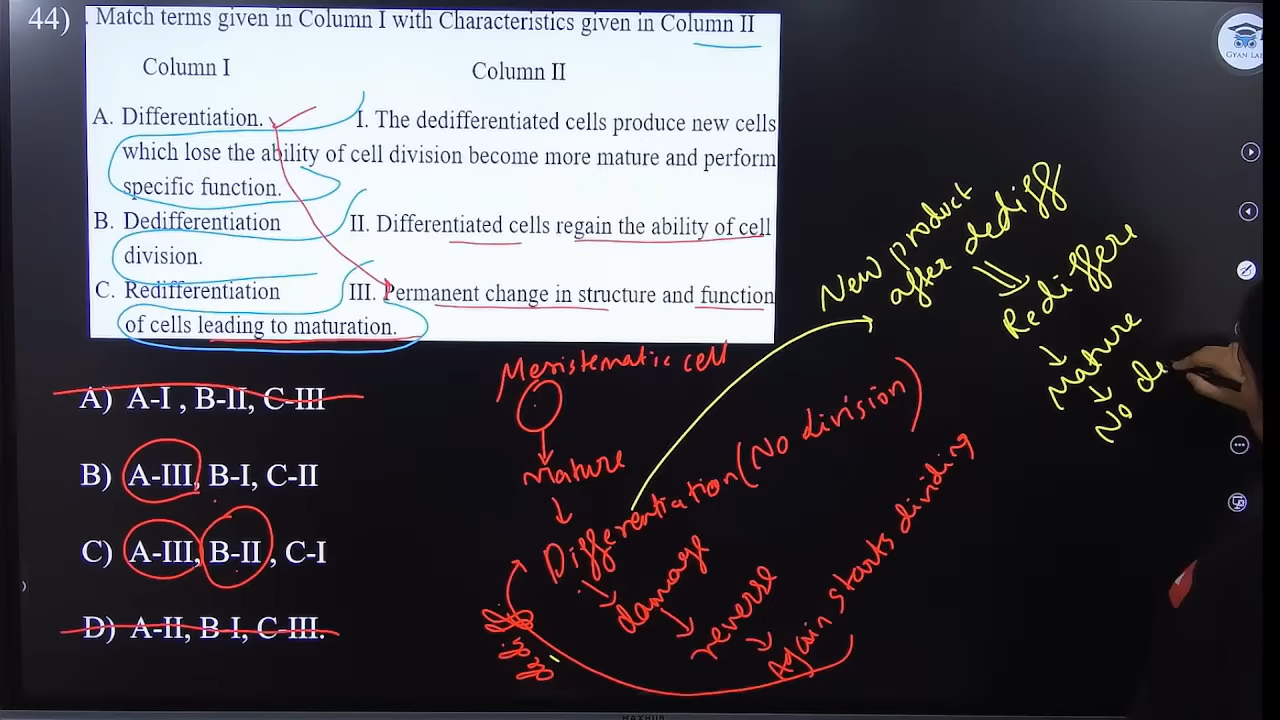 44)
. Match terms given in Column I with Characteristics given in Column II
Column I
Column II
A. Differentiation.
I. The dedifferentiated cells produce new cells
which lose the ability of cell division become more mature and perform
specific function.
B. Dedifferentiation
II. Differentiated cells regain the ability of cell
division.
C. Redifferentiation
III. Permanent change in structure and function
of cells leading to maturation.
A) A-I , B-II, C-III
B) A-III, B-I, C-II
C) A-III, B-II , C-I
D) A-II, B-I, C-III.
Meristematic cell
Mature
Differentiation (No division)
damage
reverse
Again starts dividing
New product
after dediff
Rediffere
Mature
No de
GYAN LAB
MAXHUB